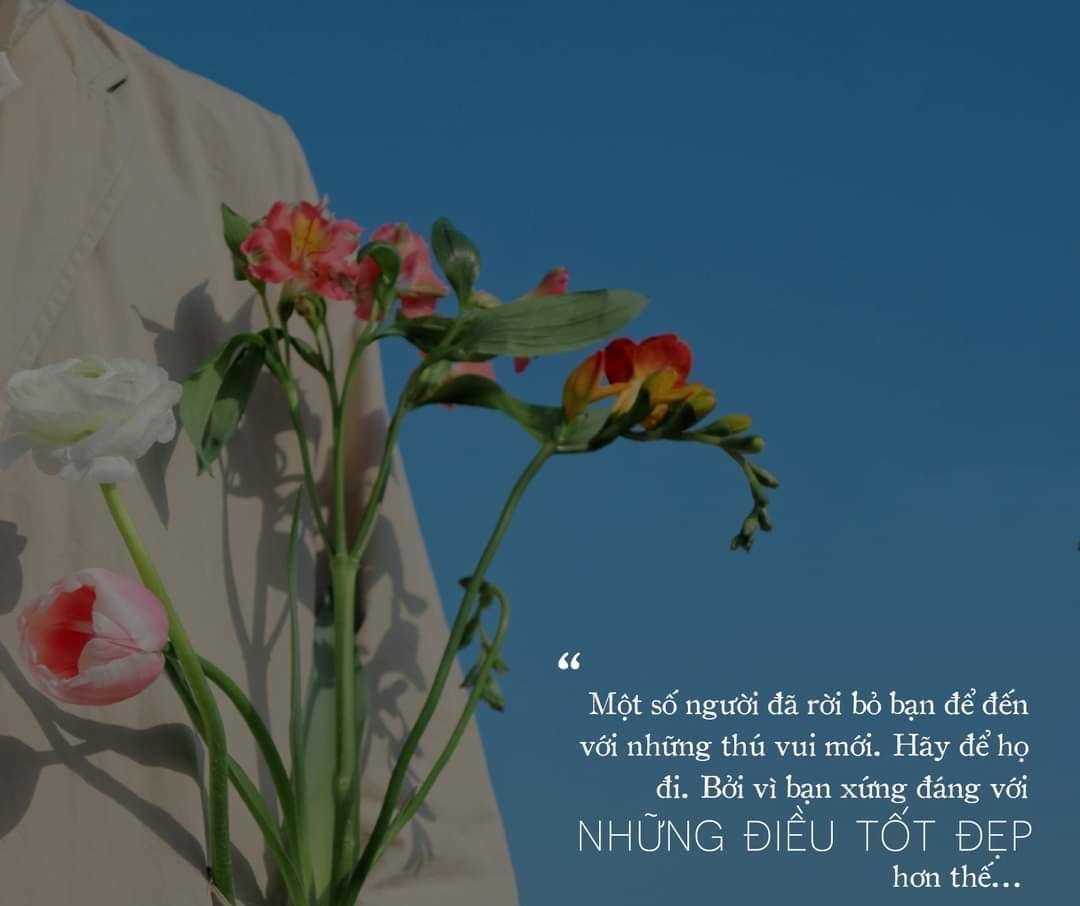 “
Một số người đã rời bỏ bạn để đến
với những thú vui mới. Hãy để họ
đi. Bởi vì bạn xứng đáng với
NHỮNG ĐIỀU TỐT ĐẸP
hơn thế...